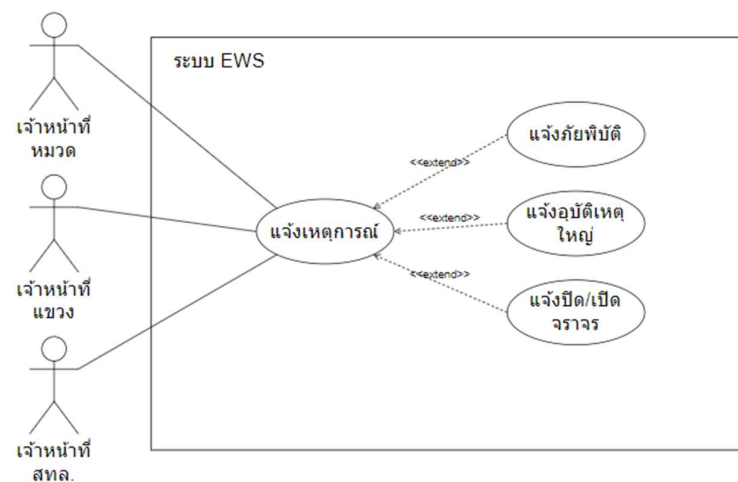 ระบบ EWS
เจ้าหน้าที่
หมวด
แจ้งภัยพิบัติ
<<extend>>
แจ้งอุบัติเหตุ
ใหญ่
<<extend>>
แจ้งเหตุการณ์
เจ้าหน้าที่
แขวง
<<extend>>
แจ้งปิด/เปิด
จราจร
เจ้าหน้าที่
สทล.